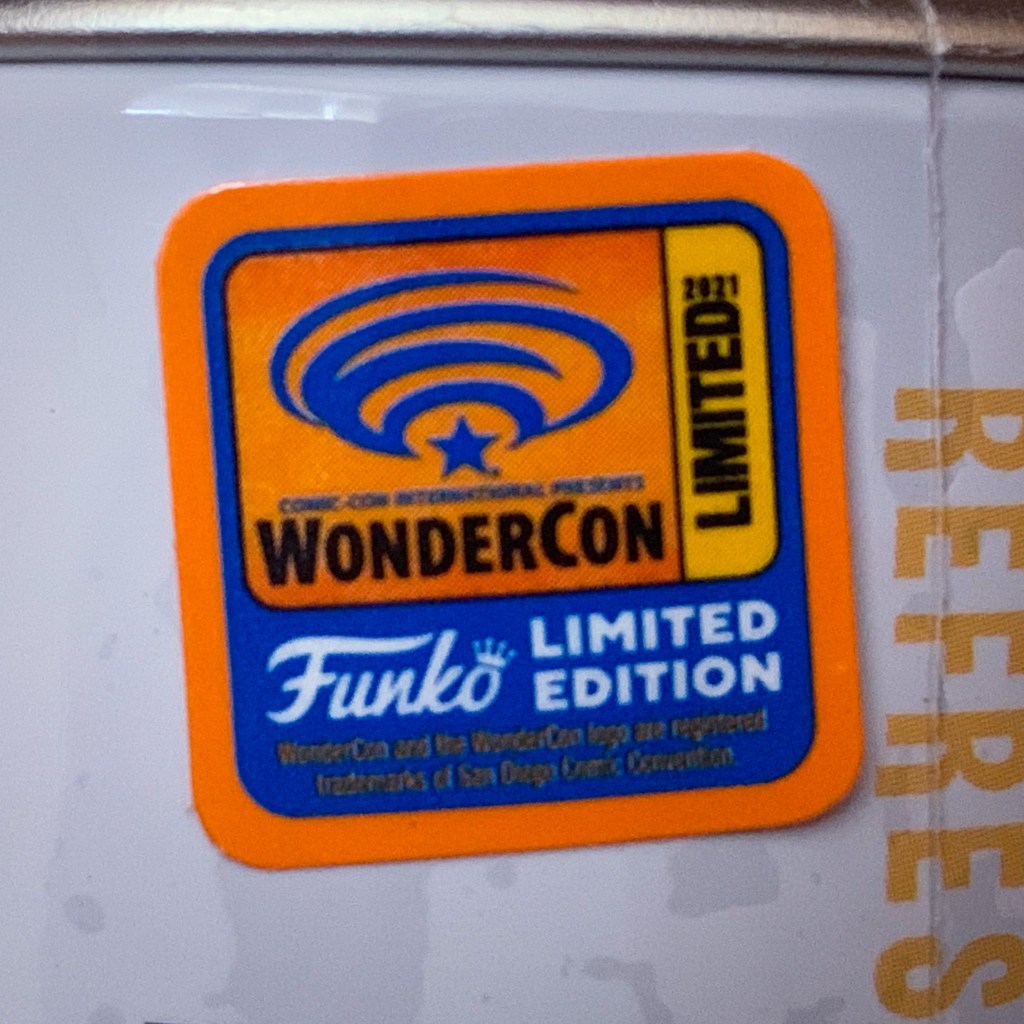 2021
LIMITED
COMIC-CON INTERNATIONAL PRESENTS
WONDERCON
Funko
LIMITED
EDITION
WonderCon and the WonderCon logo are registered
trademarks of San Diego Comic Convention.
REFRES